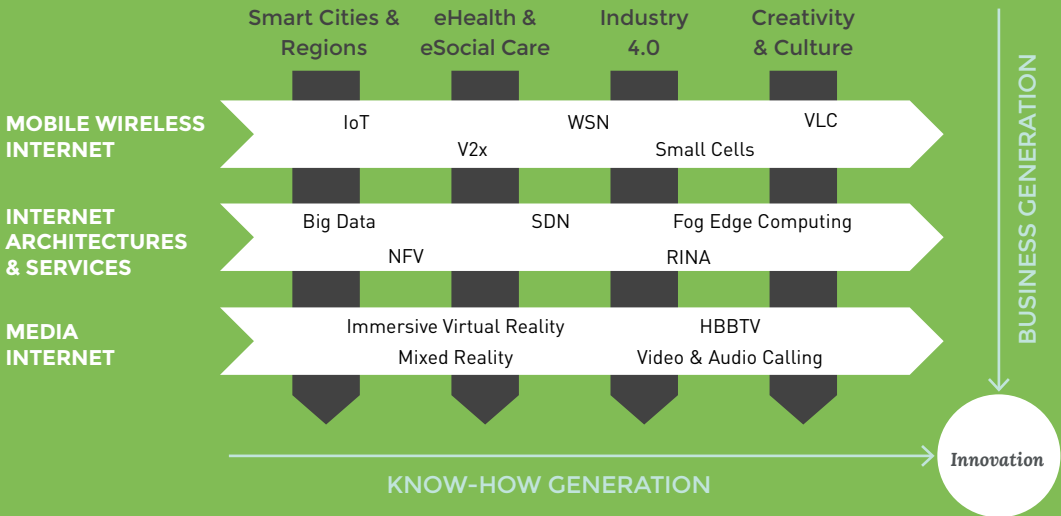 Smart Cities &
Regions
eHealth &
eSocial Care
Industry
4.0
Creativity
& Culture
MOBILE WIRELESS
INTERNET
IoT
WSN
VLC
V2x
Small Cells
INTERNET
ARCHITECTURES
& SERVICES
Big Data
SDN
Fog Edge Computing
NFV
RINA
MEDIA
INTERNET
Immersive Virtual Reality
HBBTV
Mixed Reality
Video & Audio Calling
BUSINESS GENERATION
Innovation
KNOW-HOW GENERATION